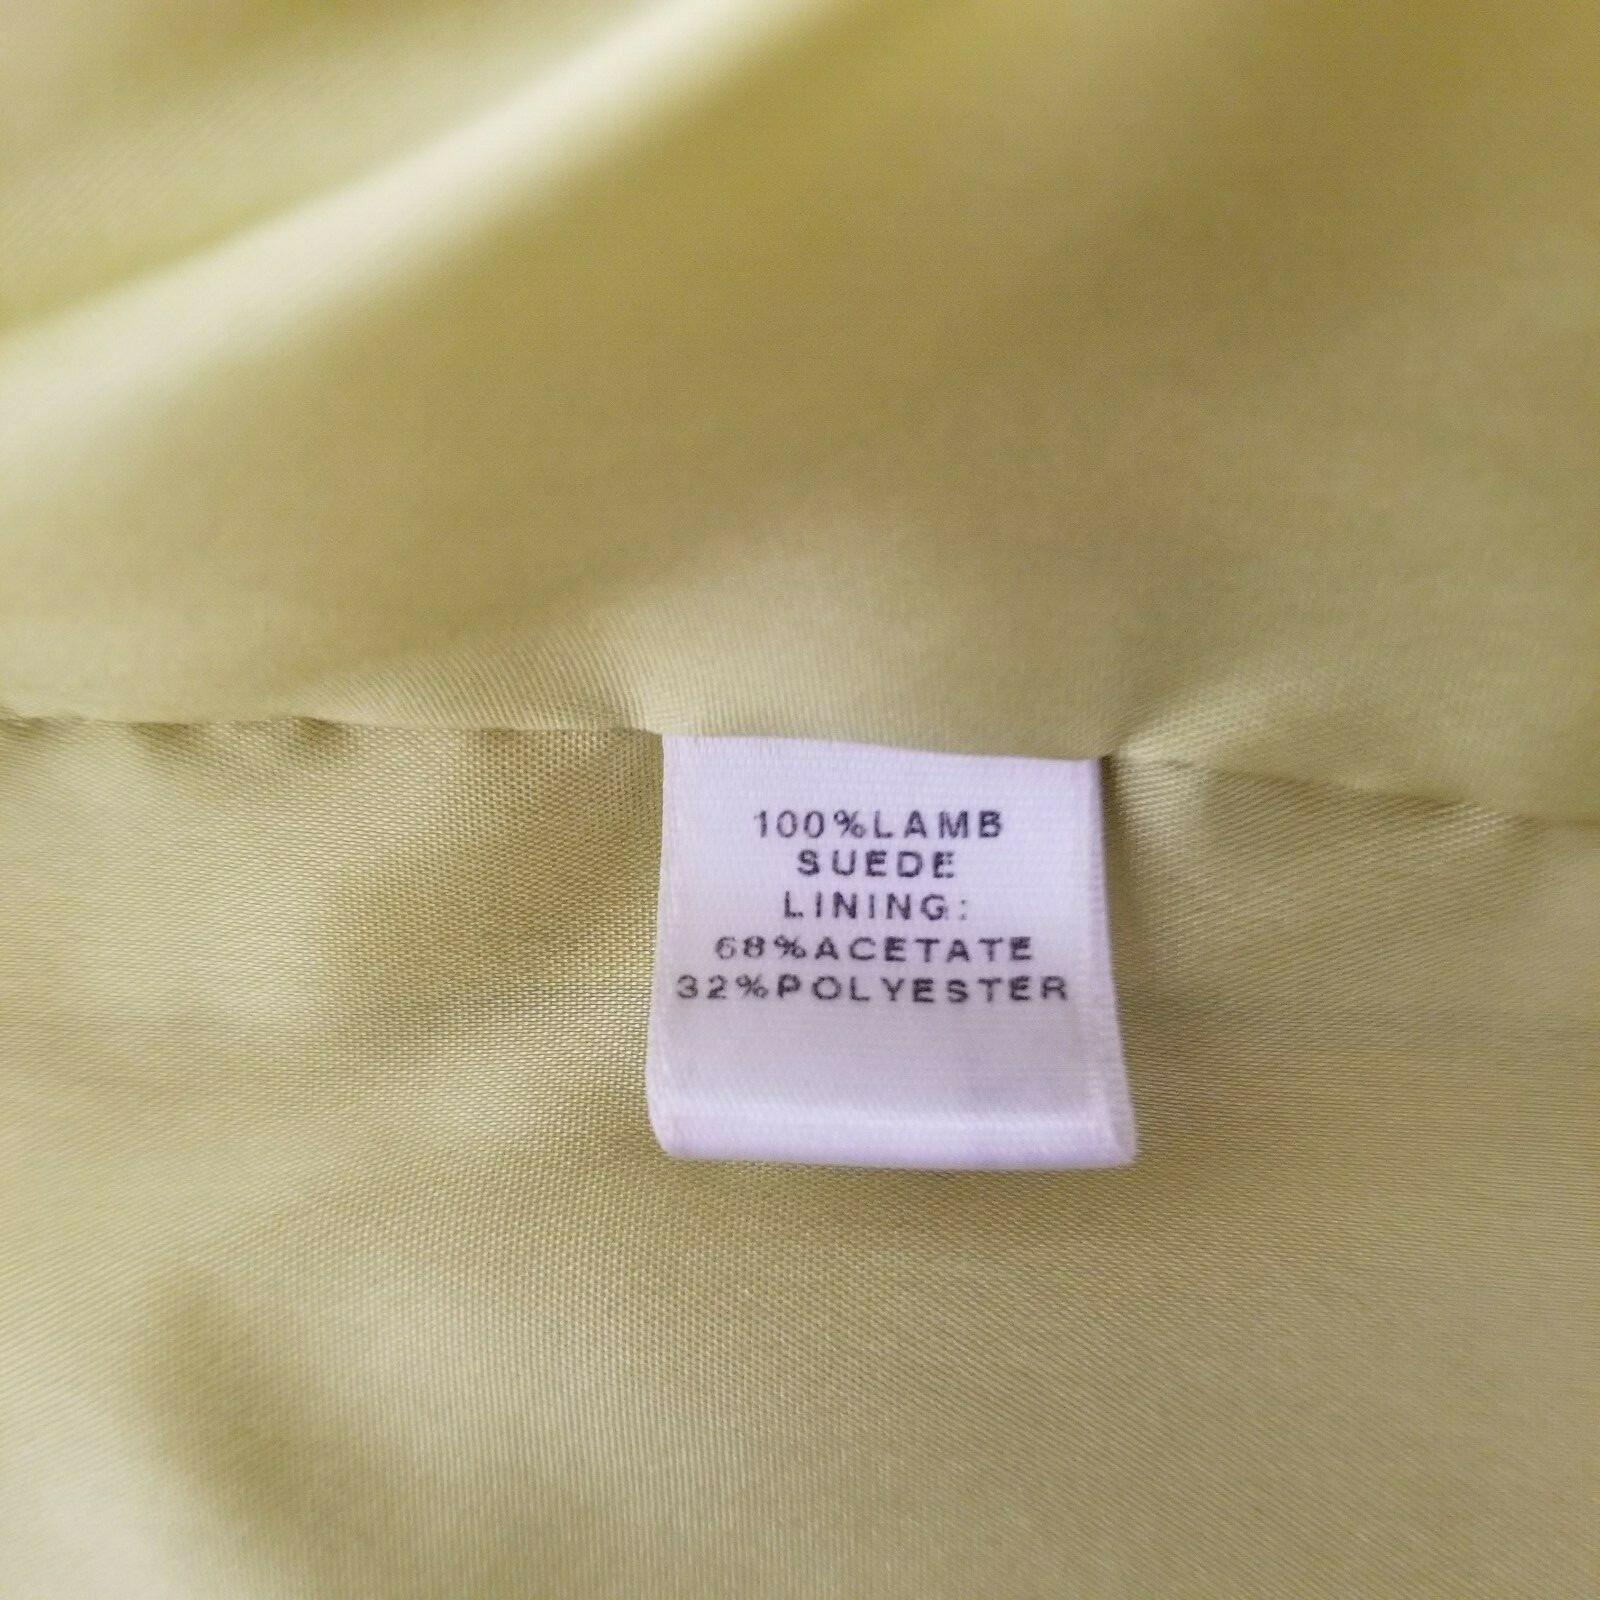 100%LAMB
SUEDE
LINING:
68%ACETATE
32%POLYESTER